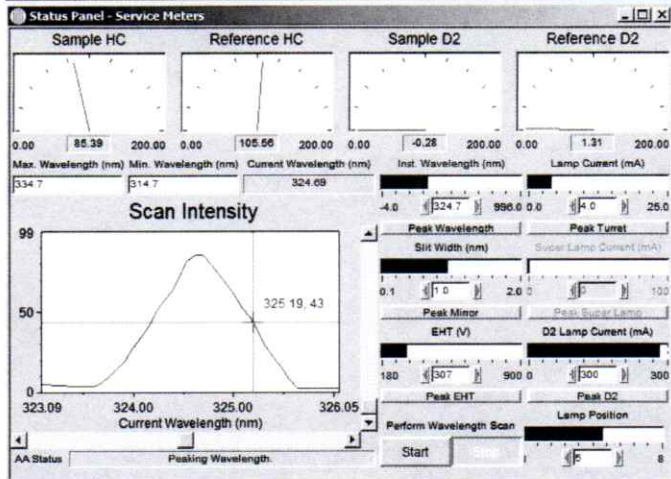 Status Panel - Service Meters
Sample HC Reference HC Sample D2 Reference D2
0.00 85.39 200.00 0.00 105.56 200.00 0.00 -0.28 200.00 0.00 1.31 200.00
Max. Wavelength (nm) Min. Wavelength (nm) Current Wavelength (nm) Inst. Wavelength (nm) Lamp Current (mA)
334.7 314.7 324.69
-4.0 324.7 996.0 0.0 4.0 25.0
Scan Intensity
Peak Wavelength Peak Turret
99
Slit Width (nm) Super Lamp Current (mA)
325 19, 43
0.1 1.0 2.0 0 0 100
50
Peak Mirror Peak Super Lamp
EHT (V) D2 Lamp Current (mA)
180 307 900 0 300 300
0
323.09 324.00 325.00 326.05
Peak EHT Peak D2
Current Wavelength (nm)
Perform Wavelength Scan Lamp Position
Start Stop
5 8
AA Status Peaking Wavelength.